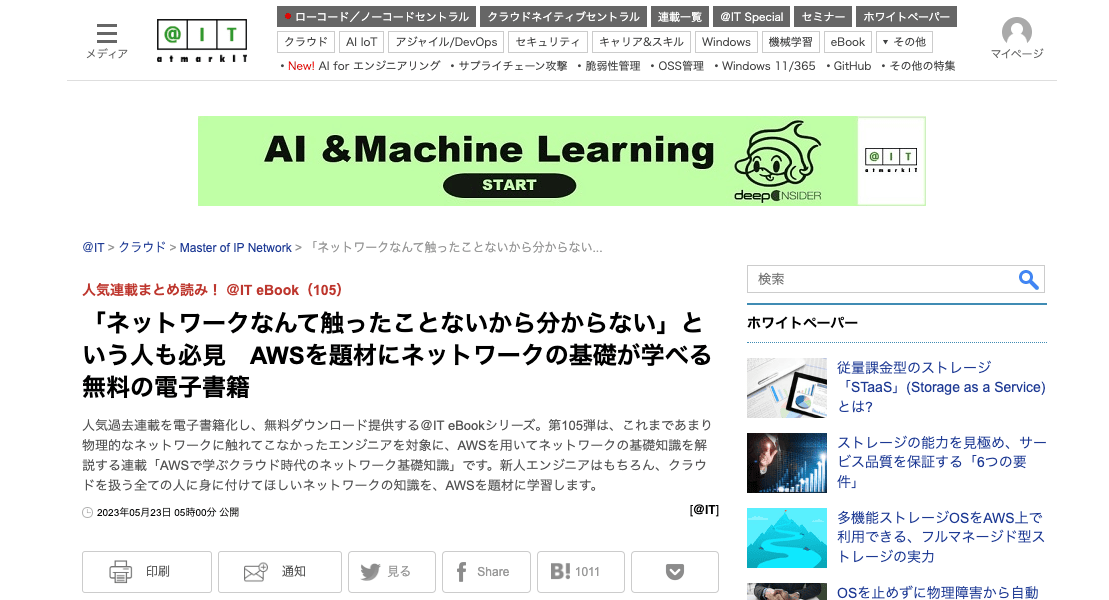 メディア
@IT
atmarkIT
ローコード／ノーコードセントラル
クラウドネイティブセントラル
連載一覧
@IT Special
セミナー
ホワイトペーパー
クラウド
AI IoT
アジャイル/DevOps
セキュリティ
キャリア&スキル
Windows
機械学習
eBook
▼ その他
・New! AI for エンジニアリング ・サプライチェーン攻撃 ・脆弱性管理 ・OSS管理 ・Windows 11/365 ・GitHub ・その他の特集
マイページ
AI &Machine Learning
START
deepINSIDER
@IT
atmarkIT
@IT > クラウド > Master of IP Network > 「ネットワークなんて触ったことないから分からない...
人気連載まとめ読み！ @IT eBook（105）
「ネットワークなんて触ったことないから分からない」と
いう人も必見　AWSを題材にネットワークの基礎が学べる
無料の電子書籍
人気過去連載を電子書籍化し、無料ダウンロード提供する@IT eBookシリーズ。第105弾は、これまであまり
物理的なネットワークに触れてこなかったエンジニアを対象に、AWSを用いてネットワークの基礎知識を解
説する連載「AWSで学ぶクラウド時代のネットワーク基礎知識」です。新人エンジニアはもちろん、クラウ
ドを扱う全ての人に身に付けてほしいネットワークの知識を、AWSを題材に学習します。
2023年05月23日 05時00分 公開
[@IT]
印刷
通知
見る
Share
B! 1011
検索
ホワイトペーパー
従量課金型のストレージ
「STaaS」(Storage as a Service)
とは?
ストレージの能力を見極め、サー
ビス品質を保証する「6つの要
件」
多機能ストレージOSをAWS上で
利用できる、フルマネージド型ス
トレージの実力
OSを止めずに物理障害から自動